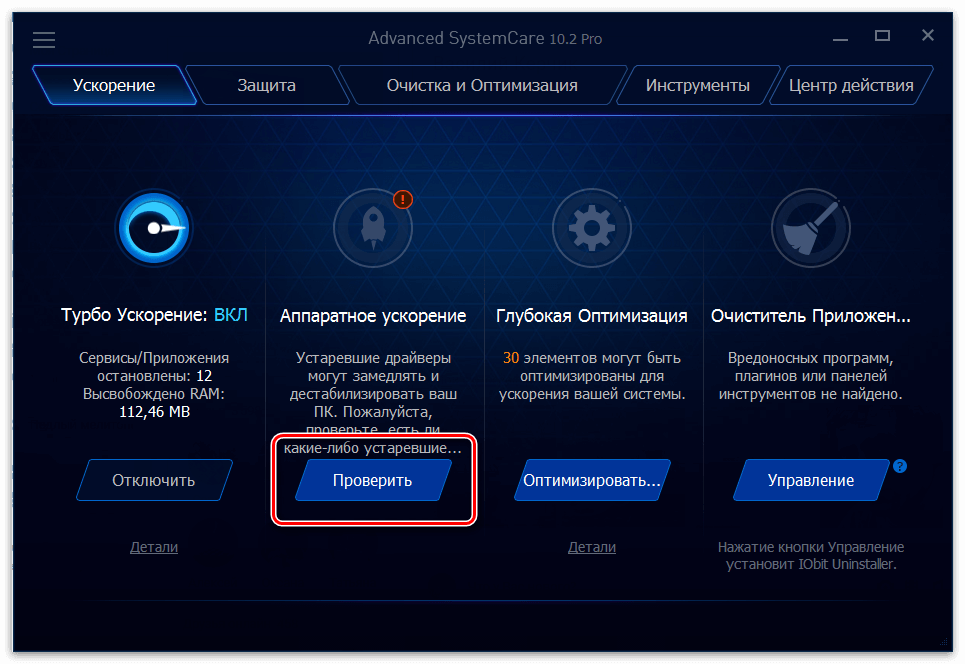 Advanced SystemCare 10.2 Pro
Ускорение
Защита
Очистка и Оптимизация
Инструменты
Центр действия
!
Турбо Ускорение: ВКЛ
Сервисы/Приложения
остановлены: 12
Высвобождено RAM:
112,46 MB
Отключить
Детали
Аппаратное ускорение
Устаревшие драйверы
могут замедлять и
дестабилизировать ваш
ПК. Пожалуйста,
проверьте, есть ли
какие-либо устаревшие...
Проверить
Глубокая Оптимизация
30 элементов могут быть
оптимизированы для
ускорения вашей системы.
Оптимизировать...
Детали
Очиститель Приложен...
Вредоносных программ,
плагинов или панелей
инструментов не найдено.
Управление
?
Нажатие кнопки Управление
установит IObit Uninstaller.